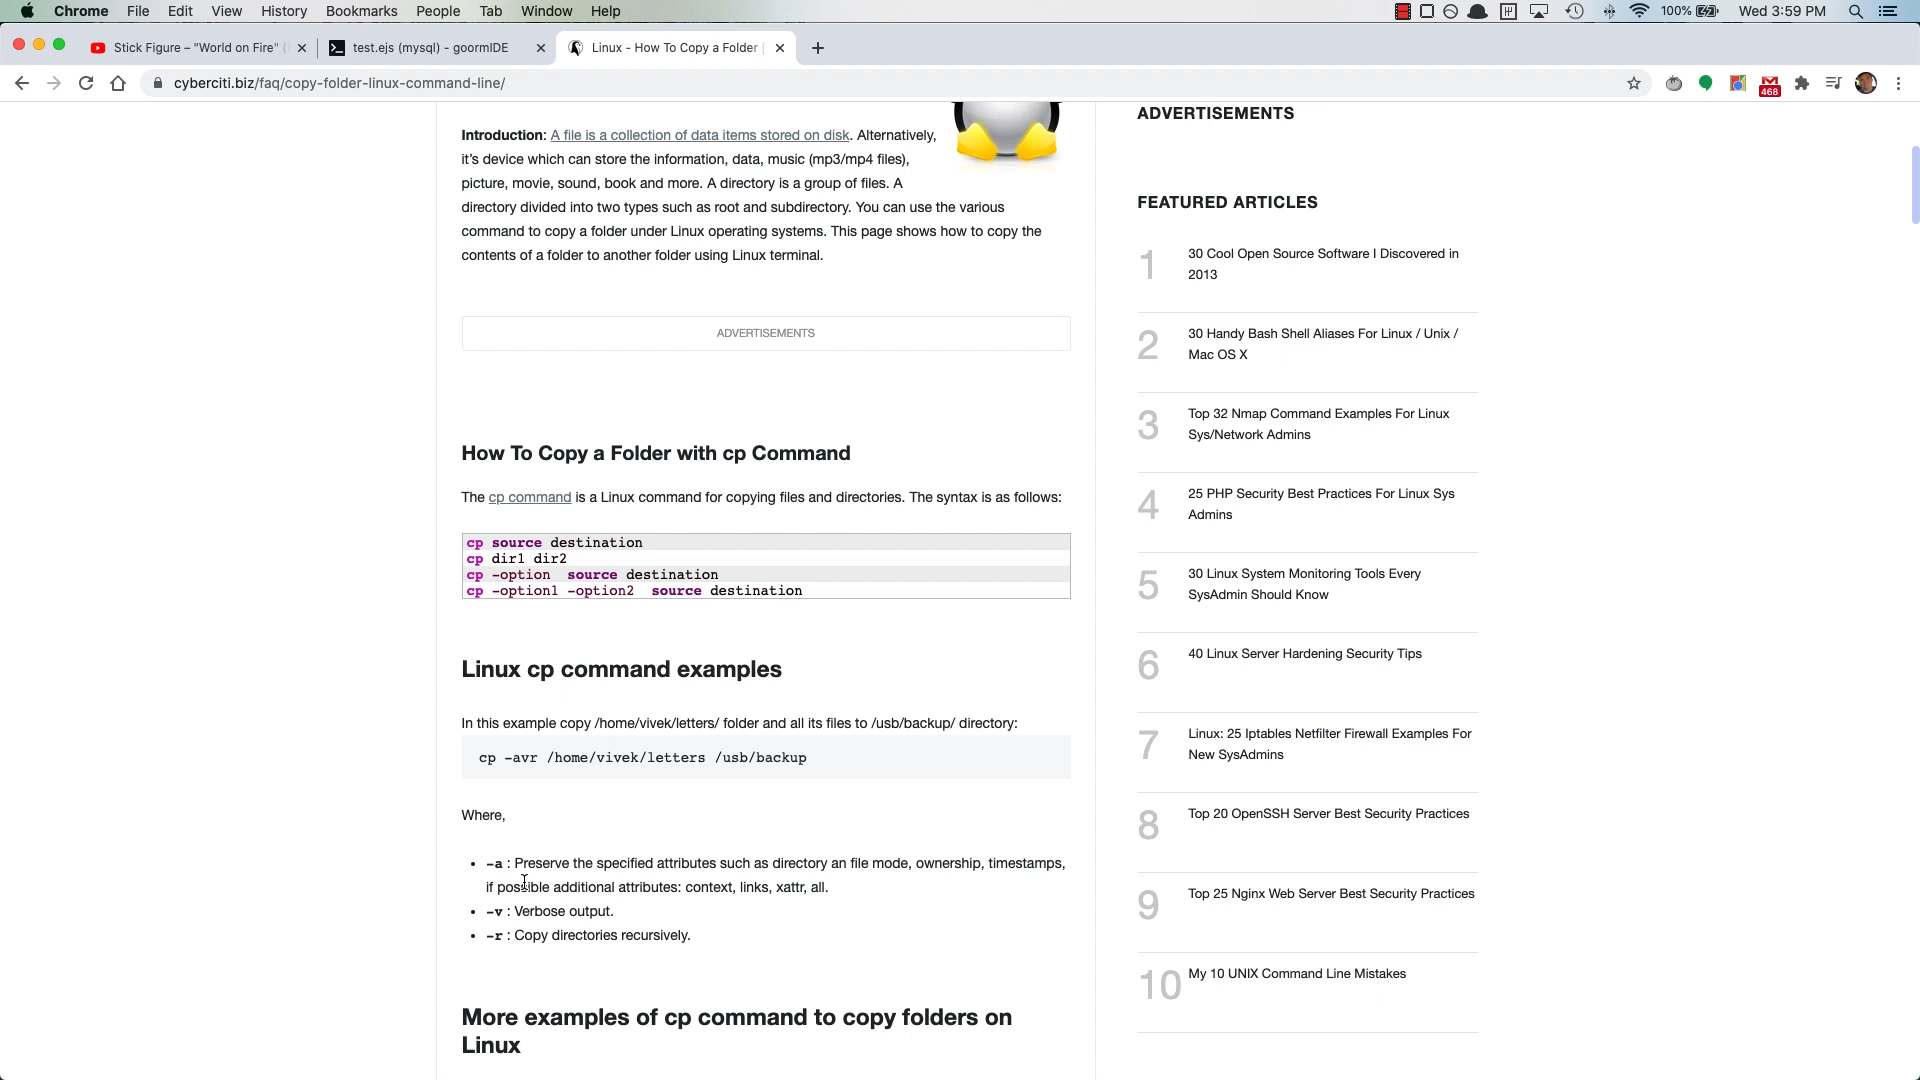 Chrome File Edit View History Bookmarks People Tab Window Help 100% Wed 3:59 PM
Stick Figure – "World on Fire" (
test.ejs (mysql) - goormIDE
Linux - How To Copy a Folder [
cyberciti.biz/faq/copy-folder-linux-command-line/
468
Introduction: A file is a collection of data items stored on disk. Alternatively,
it's device which can store the information, data, music (mp3/mp4 files),
picture, movie, sound, book and more. A directory is a group of files. A
directory divided into two types such as root and subdirectory. You can use the various
command to copy a folder under Linux operating systems. This page shows how to copy the
contents of a folder to another folder using Linux terminal.
ADVERTISEMENTS
How To Copy a Folder with cp Command
The cp command is a Linux command for copying files and directories. The syntax is as follows:
cp source destination
cp dir1 dir2
cp -option  source destination
cp -option1 -option2  source destination
Linux cp command examples
In this example copy /home/vivek/letters/ folder and all its files to /usb/backup/ directory:
cp -avr /home/vivek/letters /usb/backup
Where,
• -a : Preserve the specified attributes such as directory an file mode, ownership, timestamps,
if possible additional attributes: context, links, xattr, all.
• -v : Verbose output.
• -r : Copy directories recursively.
More examples of cp command to copy folders on
Linux
ADVERTISEMENTS
FEATURED ARTICLES
1 30 Cool Open Source Software I Discovered in
2013
2 30 Handy Bash Shell Aliases For Linux / Unix /
Mac OS X
3 Top 32 Nmap Command Examples For Linux
Sys/Network Admins
4 25 PHP Security Best Practices For Linux Sys
Admins
5 30 Linux System Monitoring Tools Every
SysAdmin Should Know
6 40 Linux Server Hardening Security Tips
7 Linux: 25 Iptables Netfilter Firewall Examples For
New SysAdmins
8 Top 20 OpenSSH Server Best Security Practices
9 Top 25 Nginx Web Server Best Security Practices
10 My 10 UNIX Command Line Mistakes